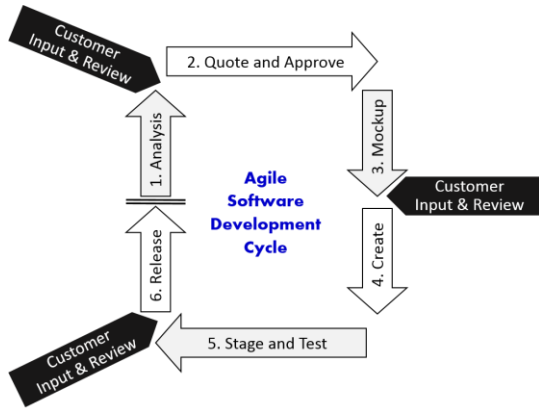 Customer
Input & Review
2. Quote and Approve
1. Analysis
3. Mockup
Agile
Software
Development
Cycle
Customer
Input & Review
6. Release
4. Create
5. Stage and Test
Customer
Input & Review